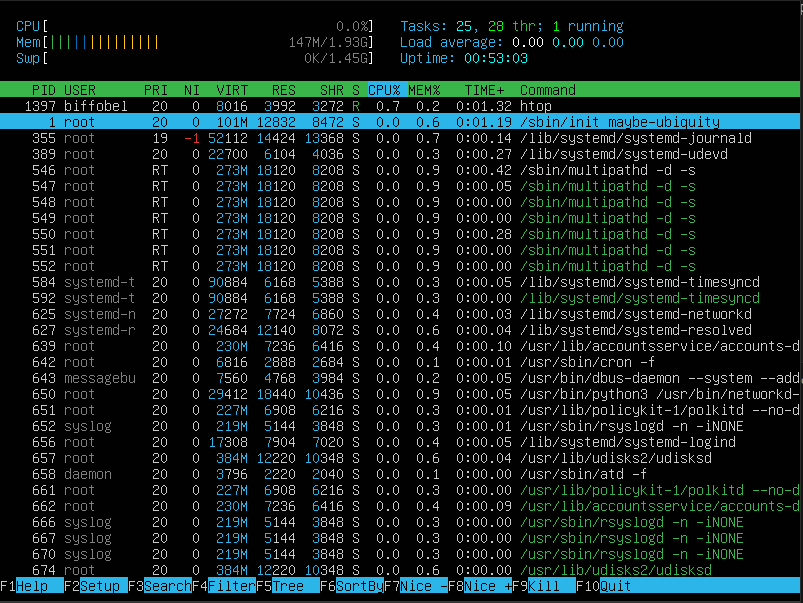 CPU[ 0.0%] Tasks: 25, 28 thr; 1 running
Mem[|||||||||||||| 147M/1.93G] Load average: 0.00 0.00 0.00
Swp[ 0K/1.45G] Uptime: 00:53:03
PID USER PRI NI VIRT RES SHR S CPU% MEM% TIME+ Command
1397 biffobel 20 0 8016 3992 3272 R 0.7 0.2 0:01.32 htop
1 root 20 0 101M 12832 8472 S 0.0 0.6 0:01.19 /sbin/init maybe-ubiquity
355 root 19 -1 52112 14424 13368 S 0.0 0.7 0:00.14 /lib/systemd/systemd-journald
389 root 20 0 22700 6104 4036 S 0.0 0.3 0:00.27 /lib/systemd/systemd-udevd
546 root RT 0 273M 18120 8208 S 0.0 0.9 0:00.42 /sbin/multipathd -d -s
547 root RT 0 273M 18120 8208 S 0.0 0.9 0:00.05 /sbin/multipathd -d -s
548 root RT 0 273M 18120 8208 S 0.0 0.9 0:00.00 /sbin/multipathd -d -s
549 root RT 0 273M 18120 8208 S 0.0 0.9 0:00.00 /sbin/multipathd -d -s
550 root RT 0 273M 18120 8208 S 0.0 0.9 0:00.28 /sbin/multipathd -d -s
551 root RT 0 273M 18120 8208 S 0.0 0.9 0:00.00 /sbin/multipathd -d -s
552 root RT 0 273M 18120 8208 S 0.0 0.9 0:00.00 /sbin/multipathd -d -s
584 systemd-t 20 0 90884 6168 5388 S 0.0 0.3 0:00.05 /lib/systemd/systemd-timesyncd
592 systemd-t 20 0 90884 6168 5388 S 0.0 0.3 0:00.00 /lib/systemd/systemd-timesyncd
625 systemd-n 20 0 27272 7724 6860 S 0.0 0.4 0:00.03 /lib/systemd/systemd-networkd
627 systemd-r 20 0 24684 12140 8072 S 0.0 0.6 0:00.04 /lib/systemd/systemd-resolved
639 root 20 0 230M 7236 6416 S 0.0 0.4 0:00.10 /usr/lib/accountsservice/accounts-d
642 root 20 0 6816 2888 2684 S 0.0 0.1 0:00.01 /usr/sbin/cron -f
643 messagebu 20 0 7560 4768 3984 S 0.0 0.2 0:00.05 /usr/bin/dbus-daemon --system --add
650 root 20 0 29412 18440 10436 S 0.0 0.9 0:00.05 /usr/bin/python3 /usr/bin/networkd-
651 root 20 0 227M 6908 6216 S 0.0 0.3 0:00.01 /usr/lib/policykit-1/polkitd --no-d
652 syslog 20 0 219M 5144 3848 S 0.0 0.3 0:00.01 /usr/sbin/rsyslogd -n -iNONE
656 root 20 0 17308 7904 7020 S 0.0 0.4 0:00.05 /lib/systemd/systemd-logind
657 root 20 0 384M 12220 10348 S 0.0 0.6 0:00.04 /usr/lib/udisks2/udisksd
658 daemon 20 0 3796 2220 2040 S 0.0 0.1 0:00.00 /usr/sbin/atd -f
661 root 20 0 227M 6908 6216 S 0.0 0.3 0:00.00 /usr/lib/policykit-1/polkitd --no-d
662 root 20 0 230M 7236 6416 S 0.0 0.4 0:00.09 /usr/lib/accountsservice/accounts-d
666 syslog 20 0 219M 5144 3848 S 0.0 0.3 0:00.00 /usr/sbin/rsyslogd -n -iNONE
667 syslog 20 0 219M 5144 3848 S 0.0 0.3 0:00.00 /usr/sbin/rsyslogd -n -iNONE
670 syslog 20 0 219M 5144 3848 S 0.0 0.3 0:00.00 /usr/sbin/rsyslogd -n -iNONE
674 root 20 0 384M 12220 10348 S 0.0 0.6 0:00.00 /usr/lib/udisks2/udisksd
F1Help F2Setup F3SearchF4FilterF5Tree F6SortByF7Nice -F8Nice +F9Kill F10Quit